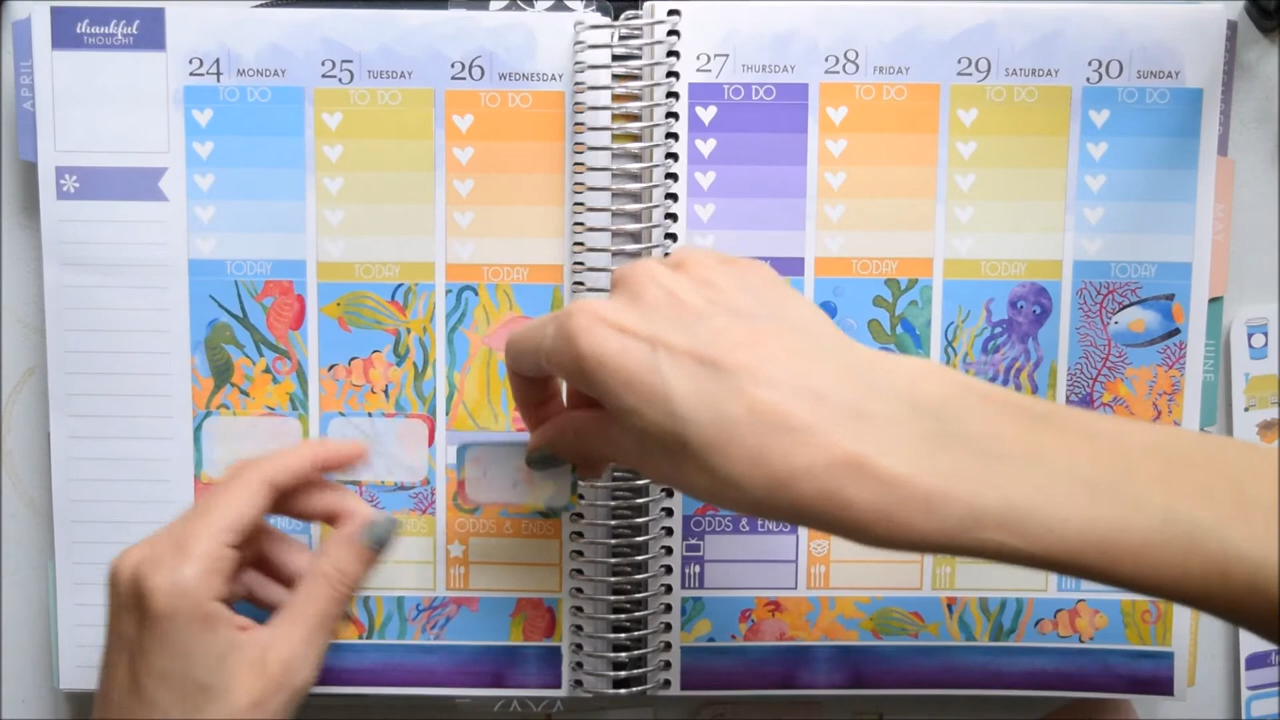 thankful
THOUGHT
APRIL
24 MONDAY
25 TUESDAY
26 WEDNESDAY
27 THURSDAY
28 FRIDAY
29 SATURDAY
30 SUNDAY
TO DO
TO DO
TO DO
TO DO
TO DO
TO DO
TO DO
TODAY
TODAY
TODAY
TODAY
TODAY
TODAY
MAY
JUNE
ENDS
ENDS
ODDS & ENDS
ODDS & ENDS